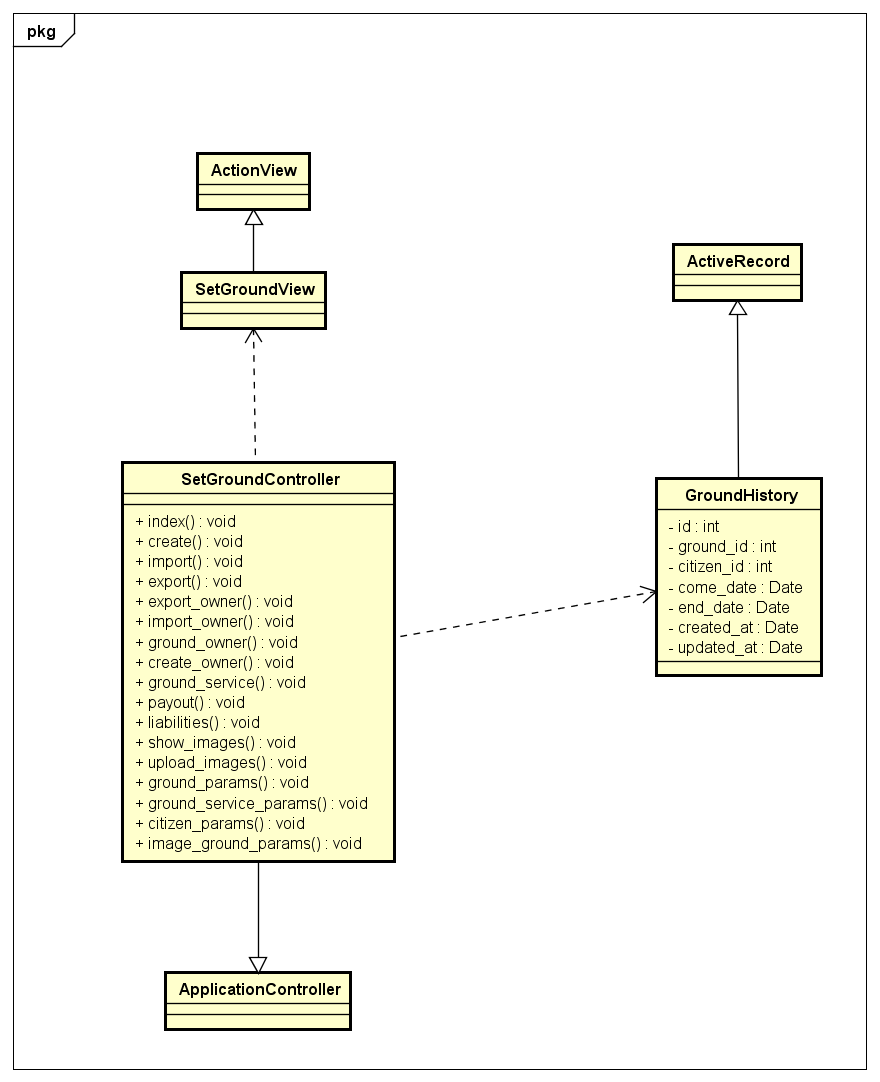 pkg
ActionView
SetGroundView
ActiveRecord
SetGroundController
+ index() : void
+ create() : void
+ import() : void
+ export() : void
+ export_owner() : void
+ import_owner() : void
+ ground_owner() : void
+ create_owner() : void
+ ground_service() : void
+ payout() : void
+ liabilities() : void
+ show_images() : void
+ upload_images() : void
+ ground_params() : void
+ ground_service_params() : void
+ citizen_params() : void
+ image_ground_params() : void
GroundHistory
- id : int
- ground_id : int
- citizen_id : int
- come_date : Date
- end_date : Date
- created_at : Date
- updated_at : Date
ApplicationController